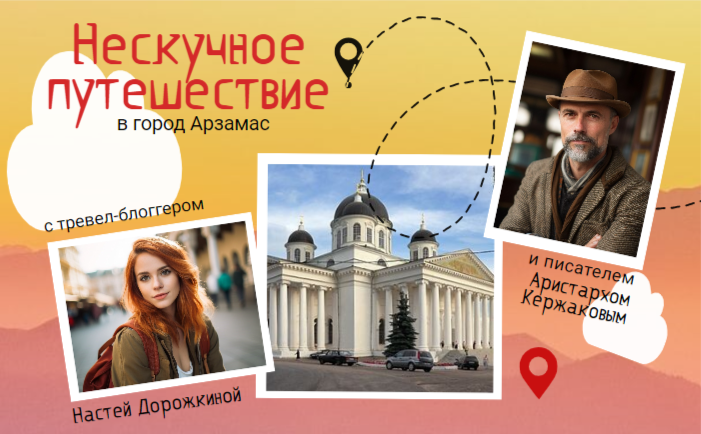 Нескучное
путешествие
в город Арзамас
с тревел-блоггером
Настей Дорожкиной
и писателем
Аристархом
Кержаковым